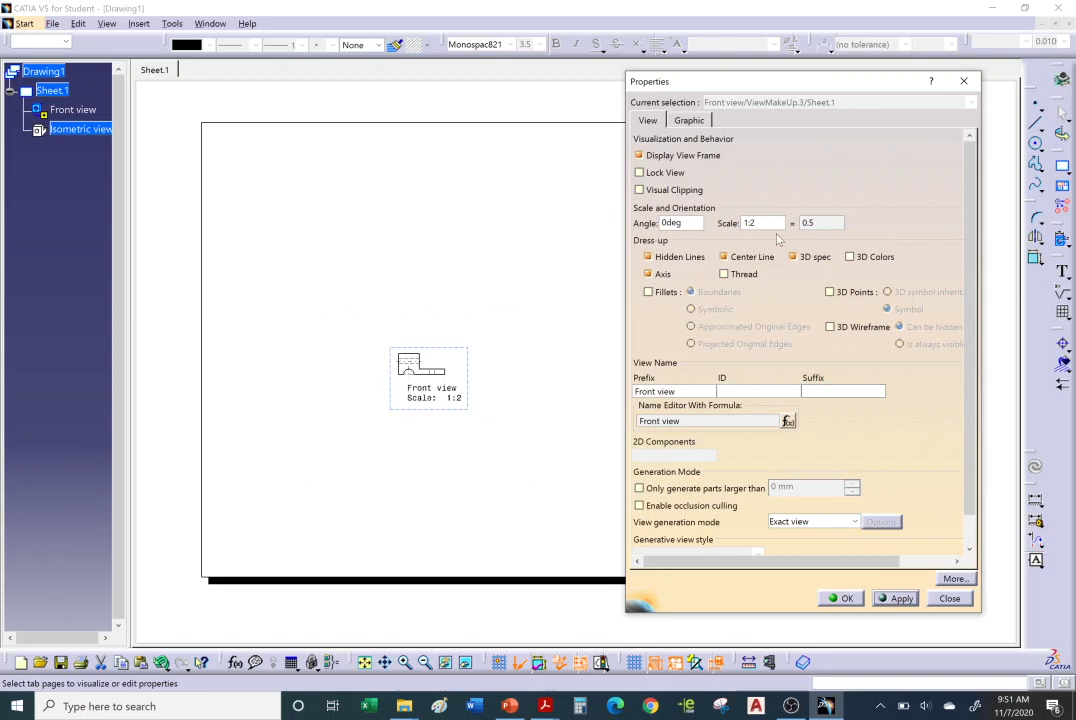 CATIA V5 for Student - [Drawing1]
Start File Edit View Insert Tools Window Help
1 None Monospac821 3.5 B I S S (no tolerance) 0.010
Drawing1
Sheet.1
Front view
Isometric view
Sheet.1
Front view
Scale: 1:2
Properties ?
Current selection : Front view/ViewMakeUp.3/Sheet.1
View Graphic
Visualization and Behavior
Display View Frame
Lock View
Visual Clipping
Scale and Orientation
Angle: 0deg Scale: 1:2 = 0.5
Dress-up
Hidden Lines Center Line 3D spec 3D Colors
Axis Thread
Fillets : Boundaries 3D Points : 3D symbol inherit
Symbolic Symbol
Approximated Original Edges 3D Wireframe Can be hidden
Projected Original Edges Is always visible
View Name
Prefix ID Suffix
Front view
Name Editor With Formula:
Front view f(x)
2D Components
Generation Mode
Only generate parts larger than 0 mm
Enable occlusion culling
View generation mode Exact view Options
Generative view style
More...
OK Apply Close
Select tab pages to visualize or edit properties
CATIA
Type here to search
9:51 AM
11/7/2020